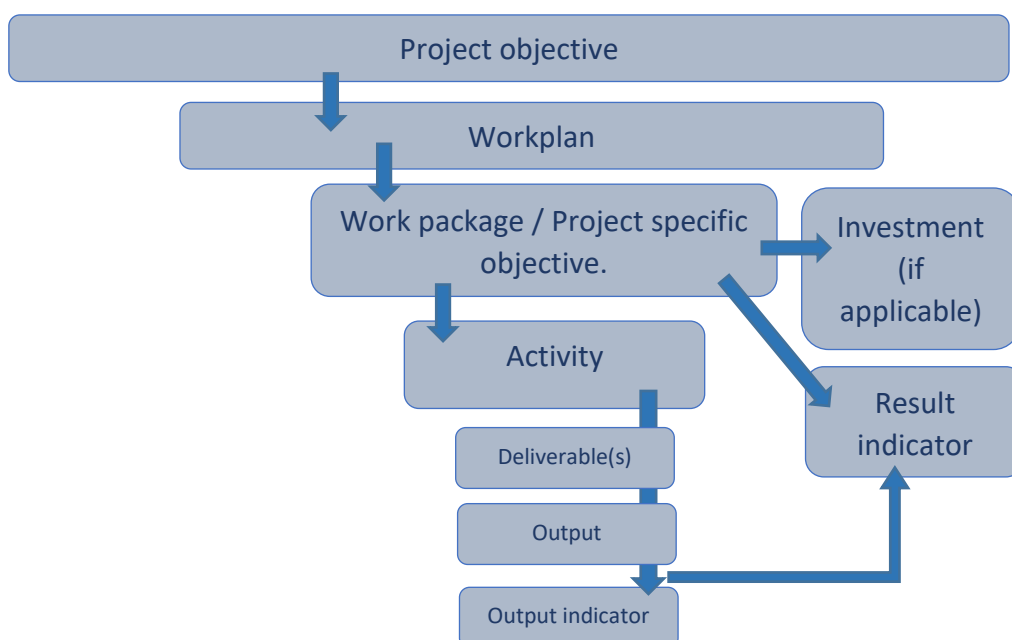 Project objective
Workplan
Work package / Project specific
objective.
Investment
(if
applicable)
Activity
Result
indicator
Deliverable(s)
Output
Output indicator